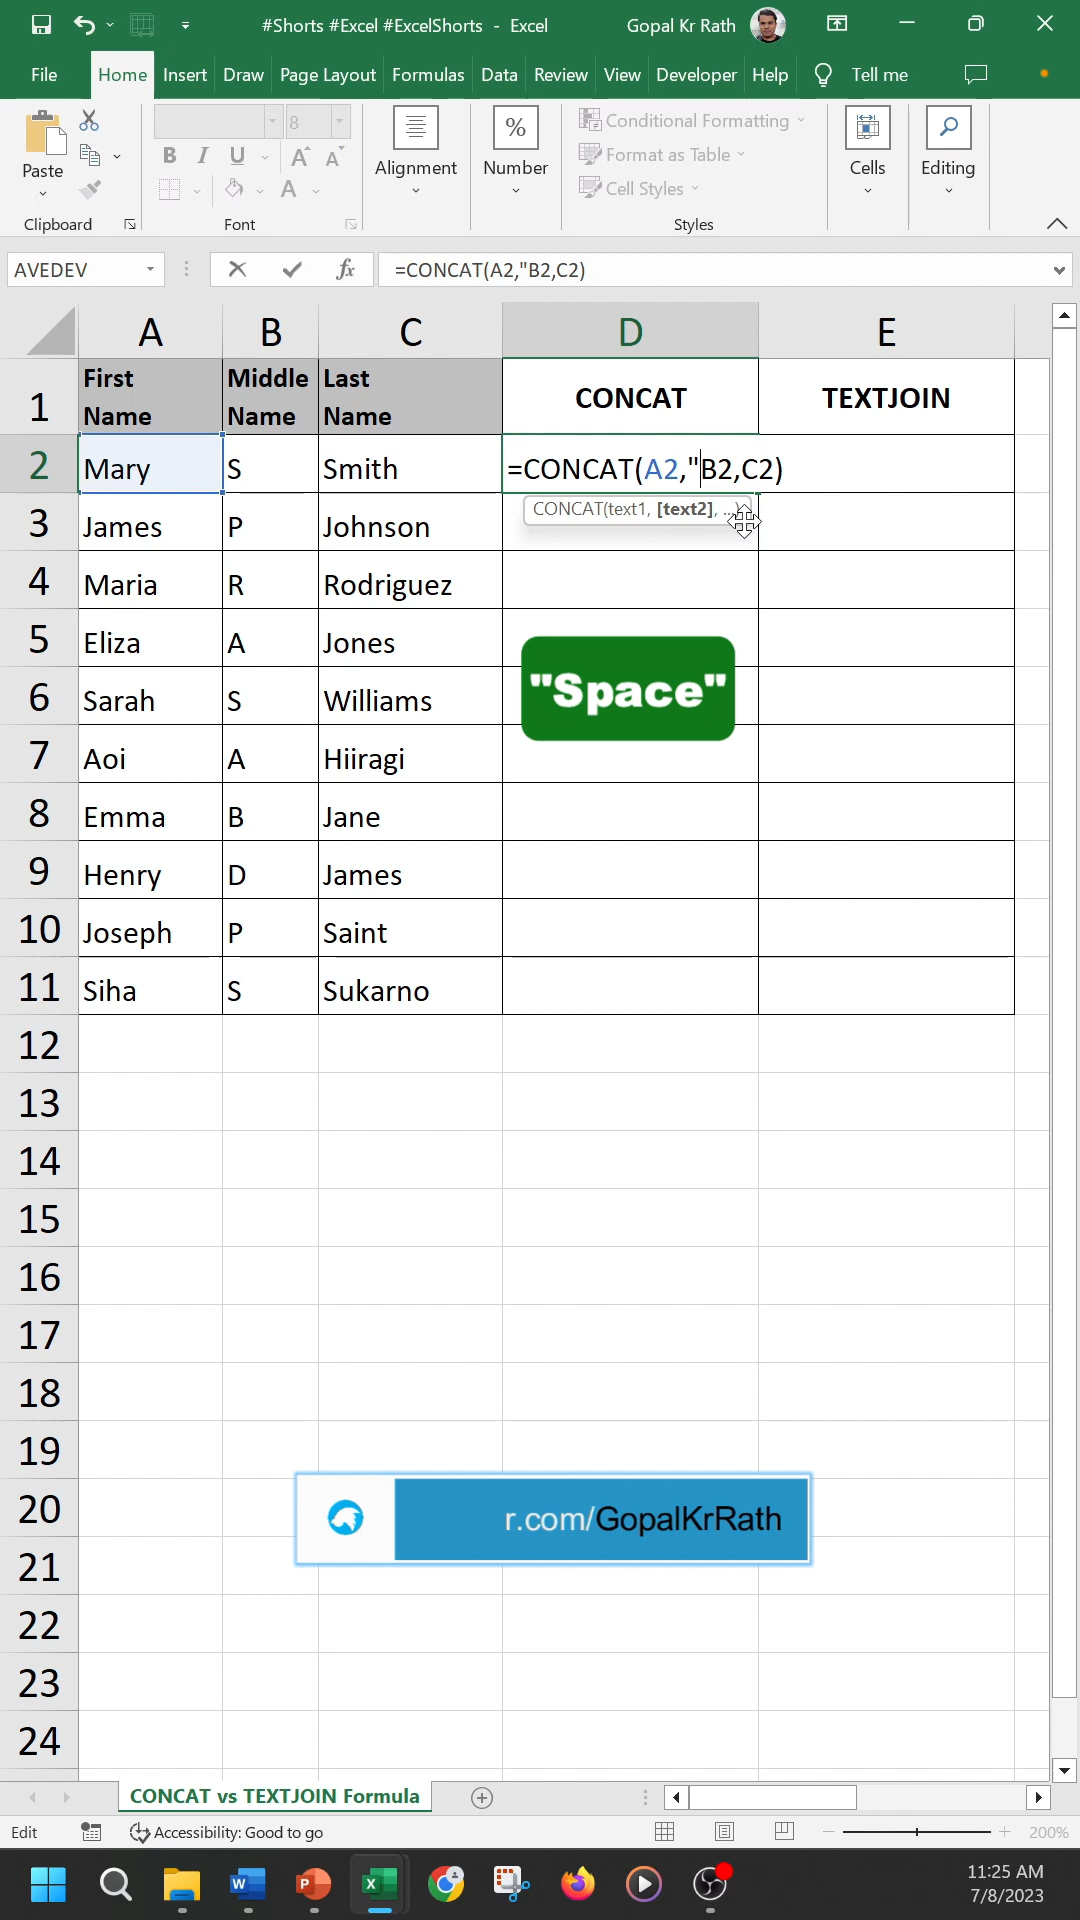 #Shorts #Excel #ExcelShorts - Excel
Gopal Kr Rath
File Home Insert Draw Page Layout Formulas Data Review View Developer Help Tell me
Paste
Clipboard
8
B I U A A
A
Font
Alignment
%
Number
Conditional Formatting
Format as Table
Cell Styles
Styles
Cells
Editing
AVEDEV
fx
=CONCAT(A2,"B2,C2)
A B C D E
1 First Name Middle Name Last Name CONCAT TEXTJOIN
2 Mary S Smith =CONCAT(A2,"B2,C2)
CONCAT(text1, [text2], ...)
3 James P Johnson
4 Maria R Rodriguez
5 Eliza A Jones
"Space"
6 Sarah S Williams
7 Aoi A Hiiragi
8 Emma B Jane
9 Henry D James
10 Joseph P Saint
11 Siha S Sukarno
12
13
14
15
16
17
18
19
20
r.com/GopalKrRath
21
22
23
24
CONCAT vs TEXTJOIN Formula
Edit
Accessibility: Good to go
200%
W P X
11:25 AM
7/8/2023